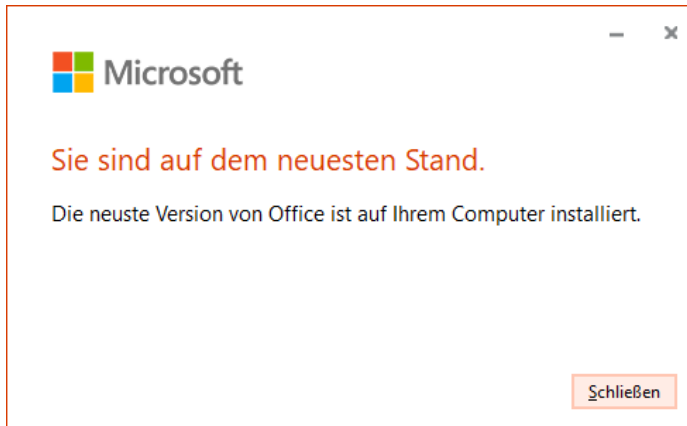 Microsoft
Sie sind auf dem neuesten Stand.
Die neuste Version von Office ist auf Ihrem Computer installiert.
Schließen